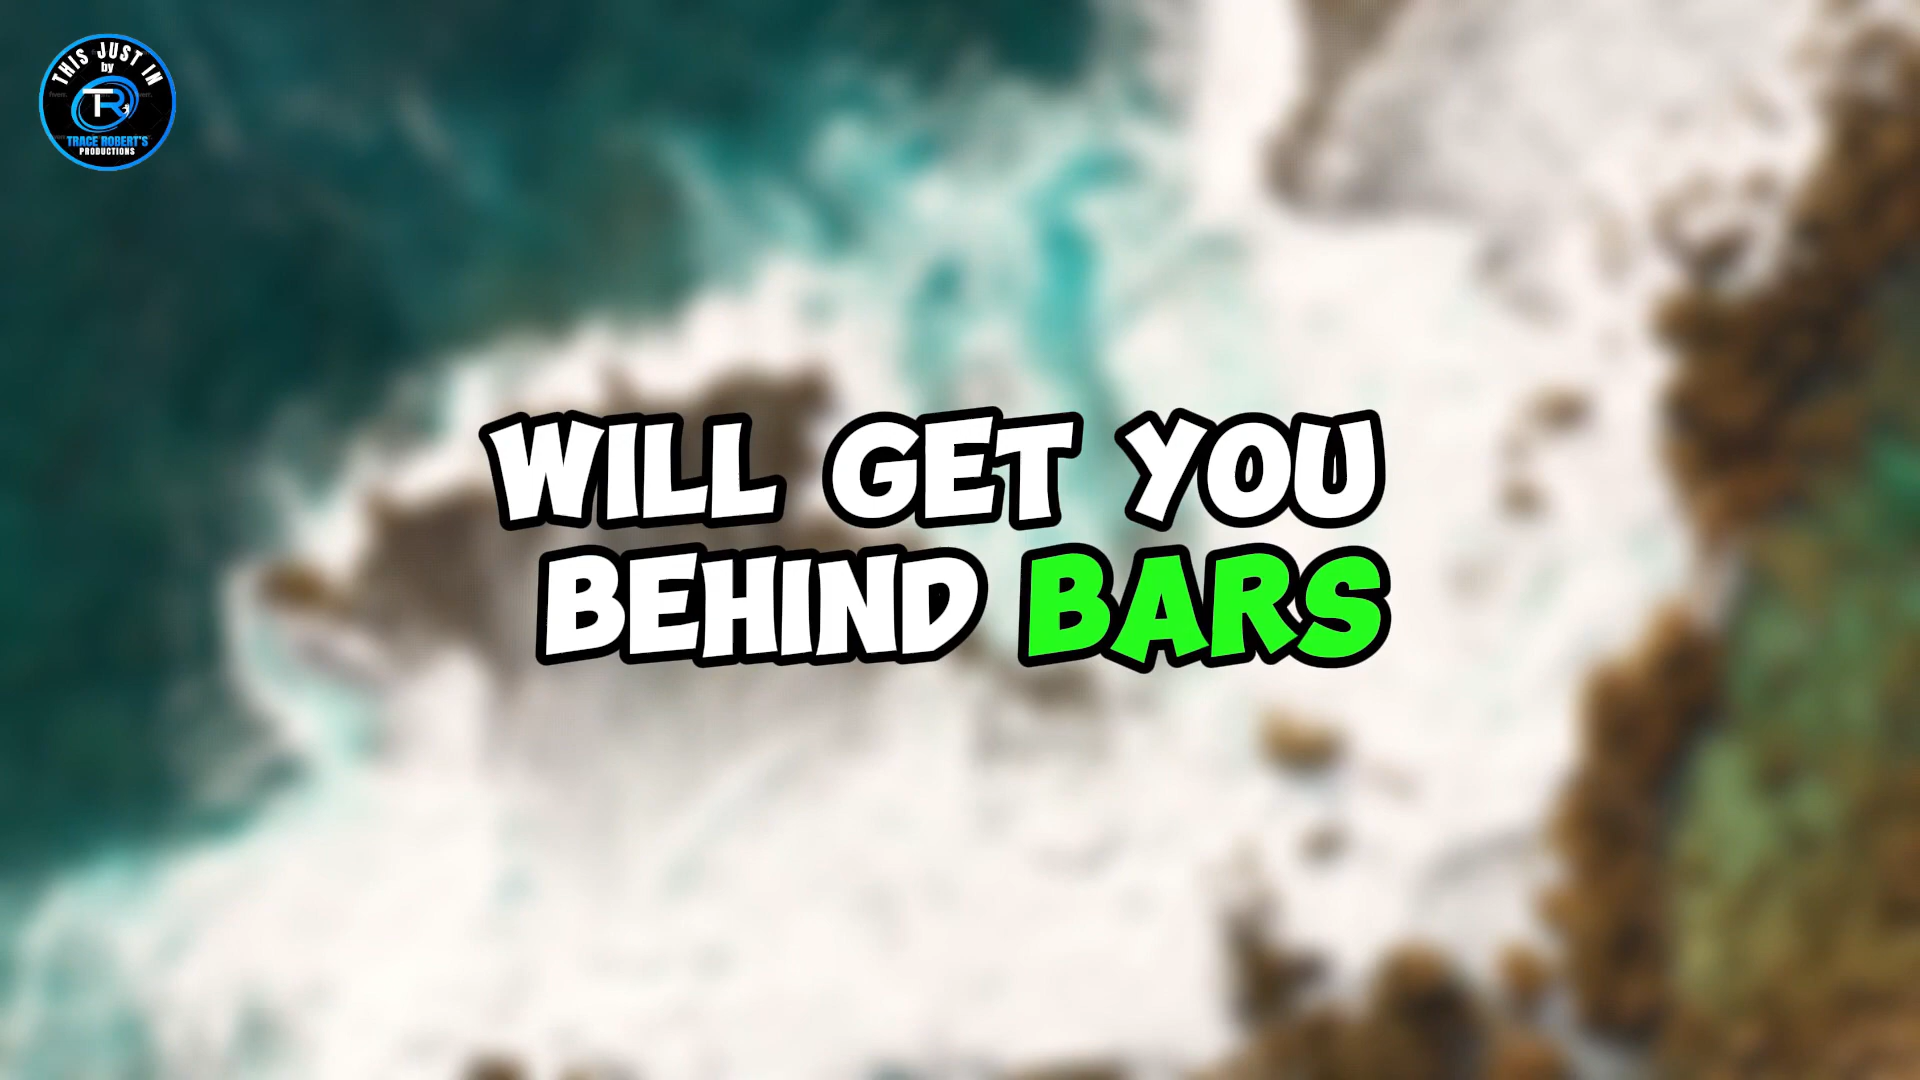 THIS JUST IN
by
TR
TRACE ROBERT'S
PRODUCTIONS
WILL GET YOU
BEHIND BARS